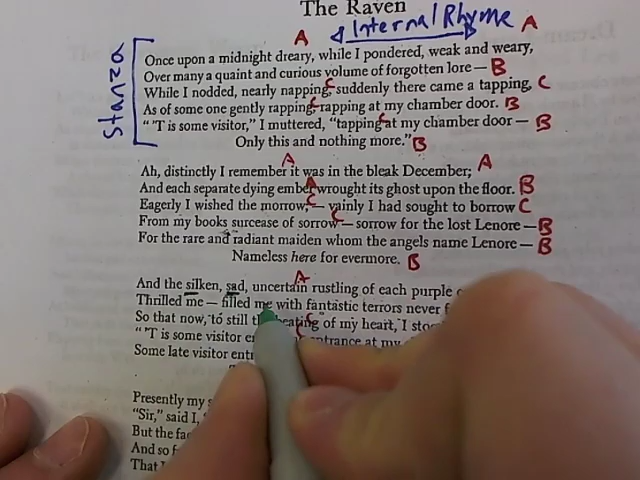 The Raven
Internal Rhyme
A A
Stanza
Once upon a midnight dreary, while I pondered, weak and weary,
Over many a quaint and curious volume of forgotten lore — B
While I nodded, nearly napping, C suddenly there came a tapping, C
As of some one gently rapping, C rapping at my chamber door. B
"'T is some visitor," I muttered, "tapping C at my chamber door — B
Only this and nothing more." B
A A
Ah, distinctly I remember it was in the bleak December;
And each separate dying ember A wrought its ghost upon the floor. B
Eagerly I wished the morrow; C — vainly I had sought to borrow C
From my books surcease of sorrow C — sorrow for the lost Lenore — B
For the rare and radiant maiden whom the angels name Lenore — B
Nameless here for evermore. B
A
And the silken, sad, uncertain rustling of each purple
Thrilled me — filled me with fantastic terrors never
So that now, to still beating C of my heart, I
"'T is some visitor C entrance at my
Some late visitor
Presently my
"Sir," said I,
But the
And so
That I